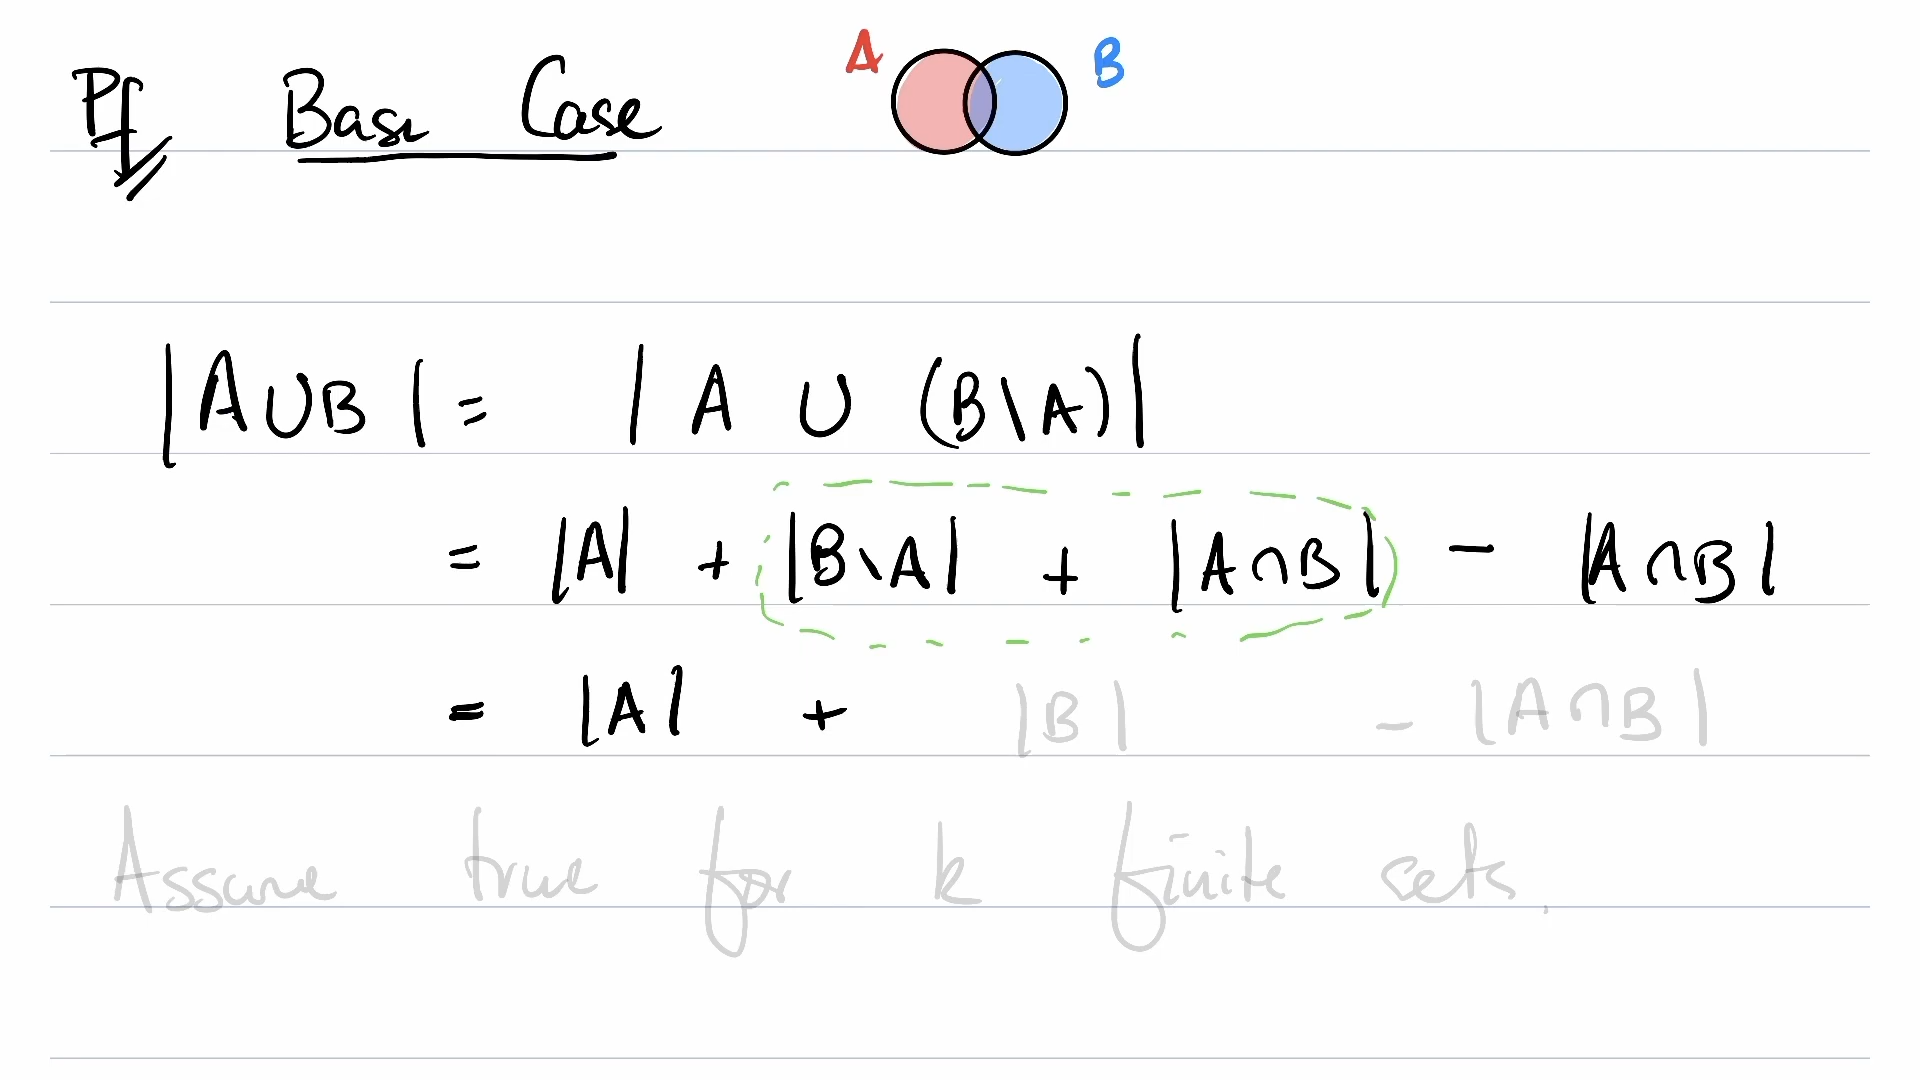 Pf Base Case A B
|A∪B| = | A ∪ (B\A)|
= |A| + |B\A| + |A∩B| - |A∩B|
= |A| + |B| - |A∩B|
Assume true for k finite sets.